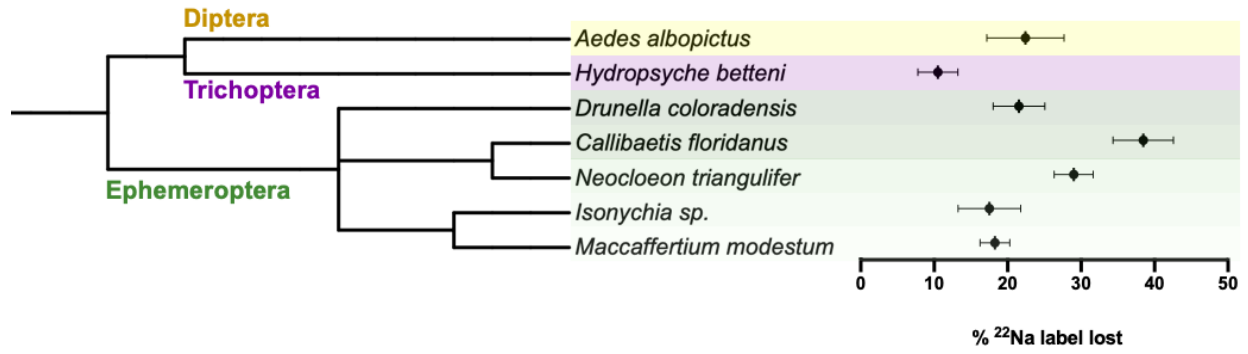 Diptera
Aedes albopictus
Hydropsyche betteni
Trichoptera
Drunella coloradensis
Callibaetis floridanus
Neocloeon triangulifer
Ephemeroptera
Isonychia sp.
Maccaffertium modestum
0 10 20 30 40 50
% ²²Na label lost